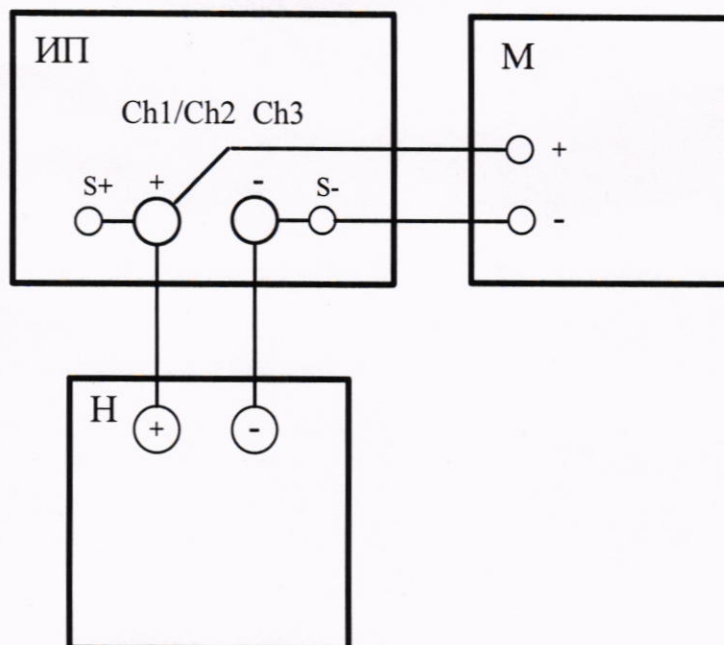 ИП
М
Ch1/Ch2 Ch3
+
S+ + - S-
-
Н
+ -